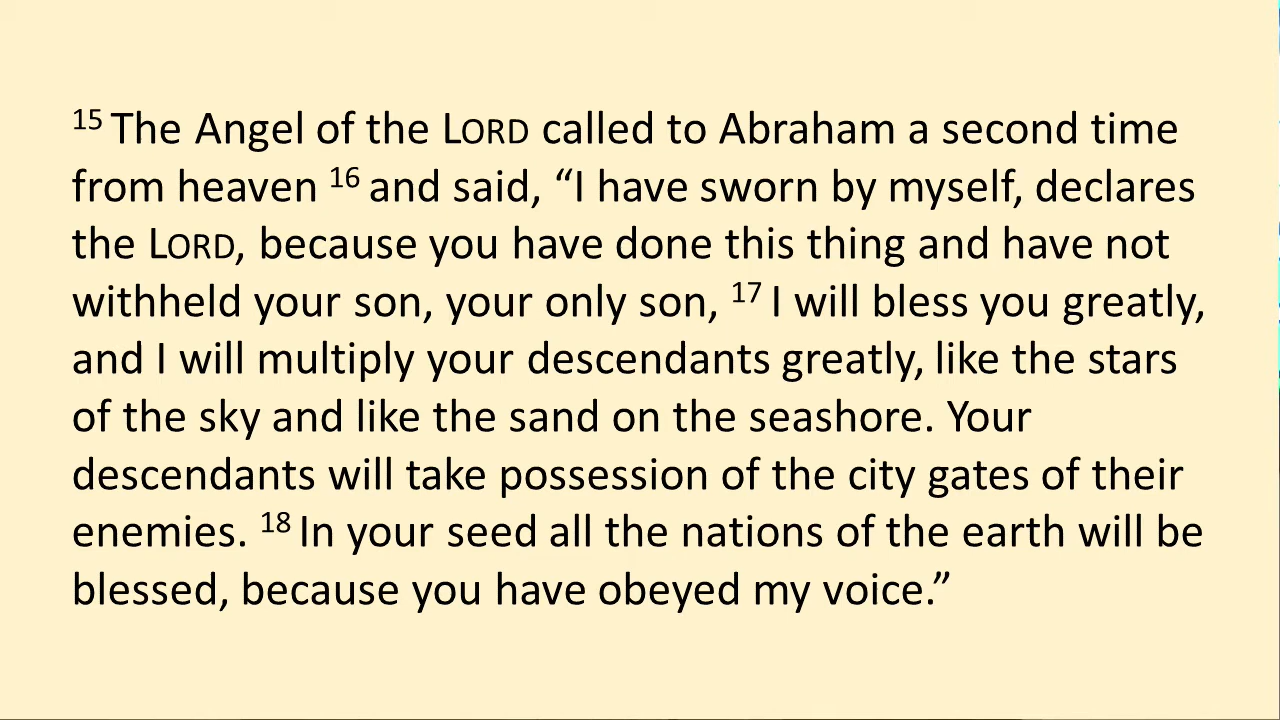 15 The Angel of the LORD called to Abraham a second time
from heaven 16 and said, “I have sworn by myself, declares
the LORD, because you have done this thing and have not
withheld your son, your only son, 17 I will bless you greatly,
and I will multiply your descendants greatly, like the stars
of the sky and like the sand on the seashore. Your
descendants will take possession of the city gates of their
enemies. 18 In your seed all the nations of the earth will be
blessed, because you have obeyed my voice.”